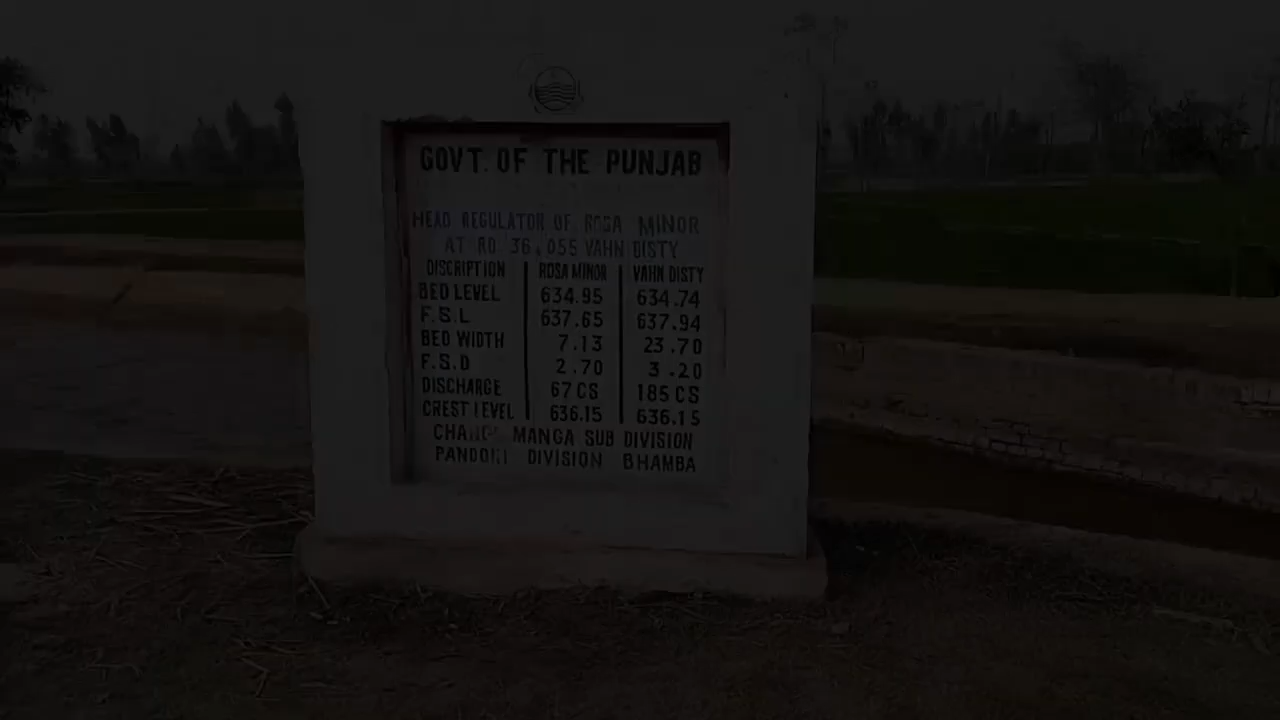 GOVT. OF THE PUNJAB
HEAD REGULATOR OF ROSA MINOR
AT RD 36,055 VAHN DISTY
DISCRIPTION ROSA MINOR VAHN DISTY
BED LEVEL 634.95 634.74
F.S.L 637.65 637.94
BED WIDTH 7.13 23.70
F.S.D 2.70 3.20
DISCHARGE 67 CS 185 CS
CREST LEVEL 636.15 636.15
MANGA SUB DIVISION
DIVISION BHAMBA